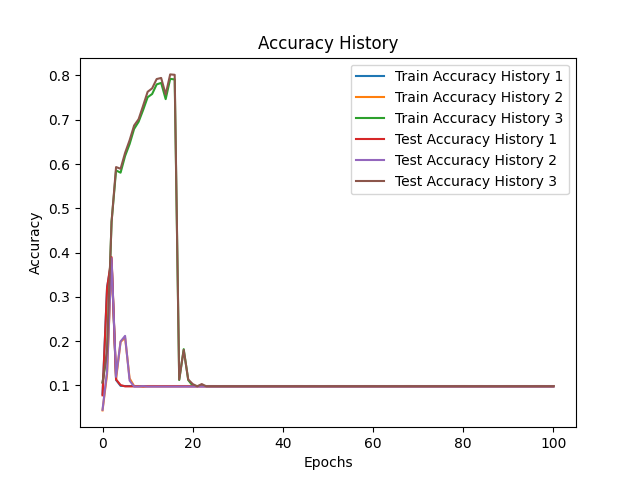 Accuracy History
Train Accuracy History 1
Train Accuracy History 2
Train Accuracy History 3
Test Accuracy History 1
Test Accuracy History 2
Test Accuracy History 3
0.8
0.7
0.6
0.5
0.4
0.3
0.2
0.1
Accuracy
0 20 40 60 80 100
Epochs